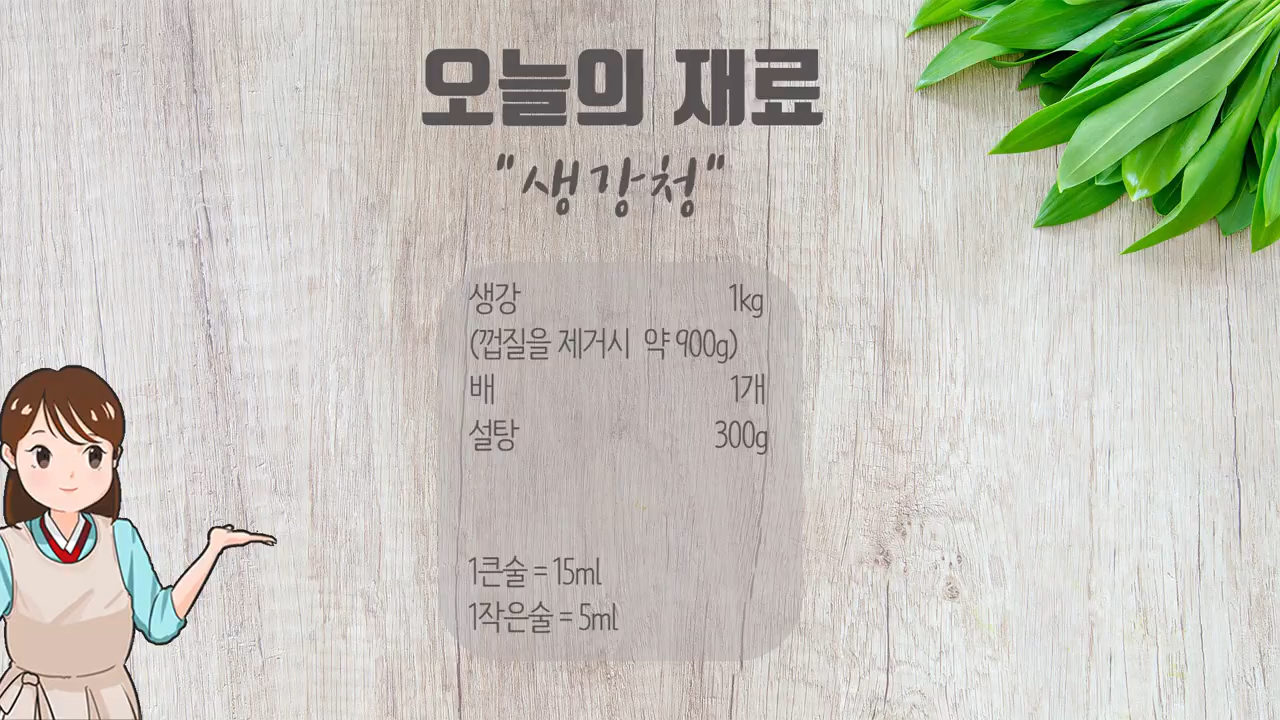 오늘의 재료
"생강청"
생강 1kg
(껍질을 제거시 약 900g)
배 1개
설탕 300g
1큰술 = 15ml
1작은술 = 5ml